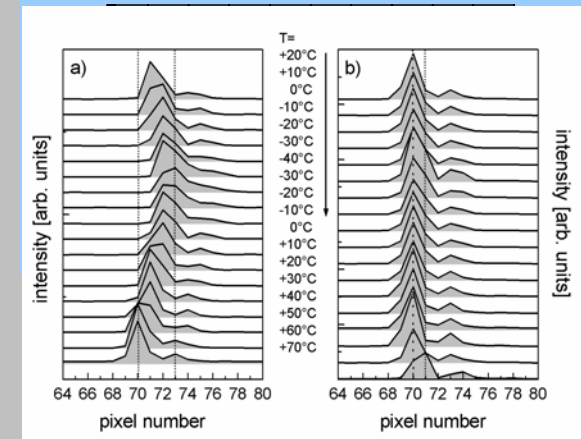 T=
a)
b)
+20°C
+10°C
0°C
-10°C
-20°C
-30°C
-40°C
-30°C
-20°C
-10°C
0°C
+10°C
+20°C
+30°C
+40°C
+50°C
+60°C
+70°C
intensity [arb. units]
intensity [arb. units]
64 66 68 70 72 74 76 78 80
64 66 68 70 72 74 76 78 80
pixel number
pixel number